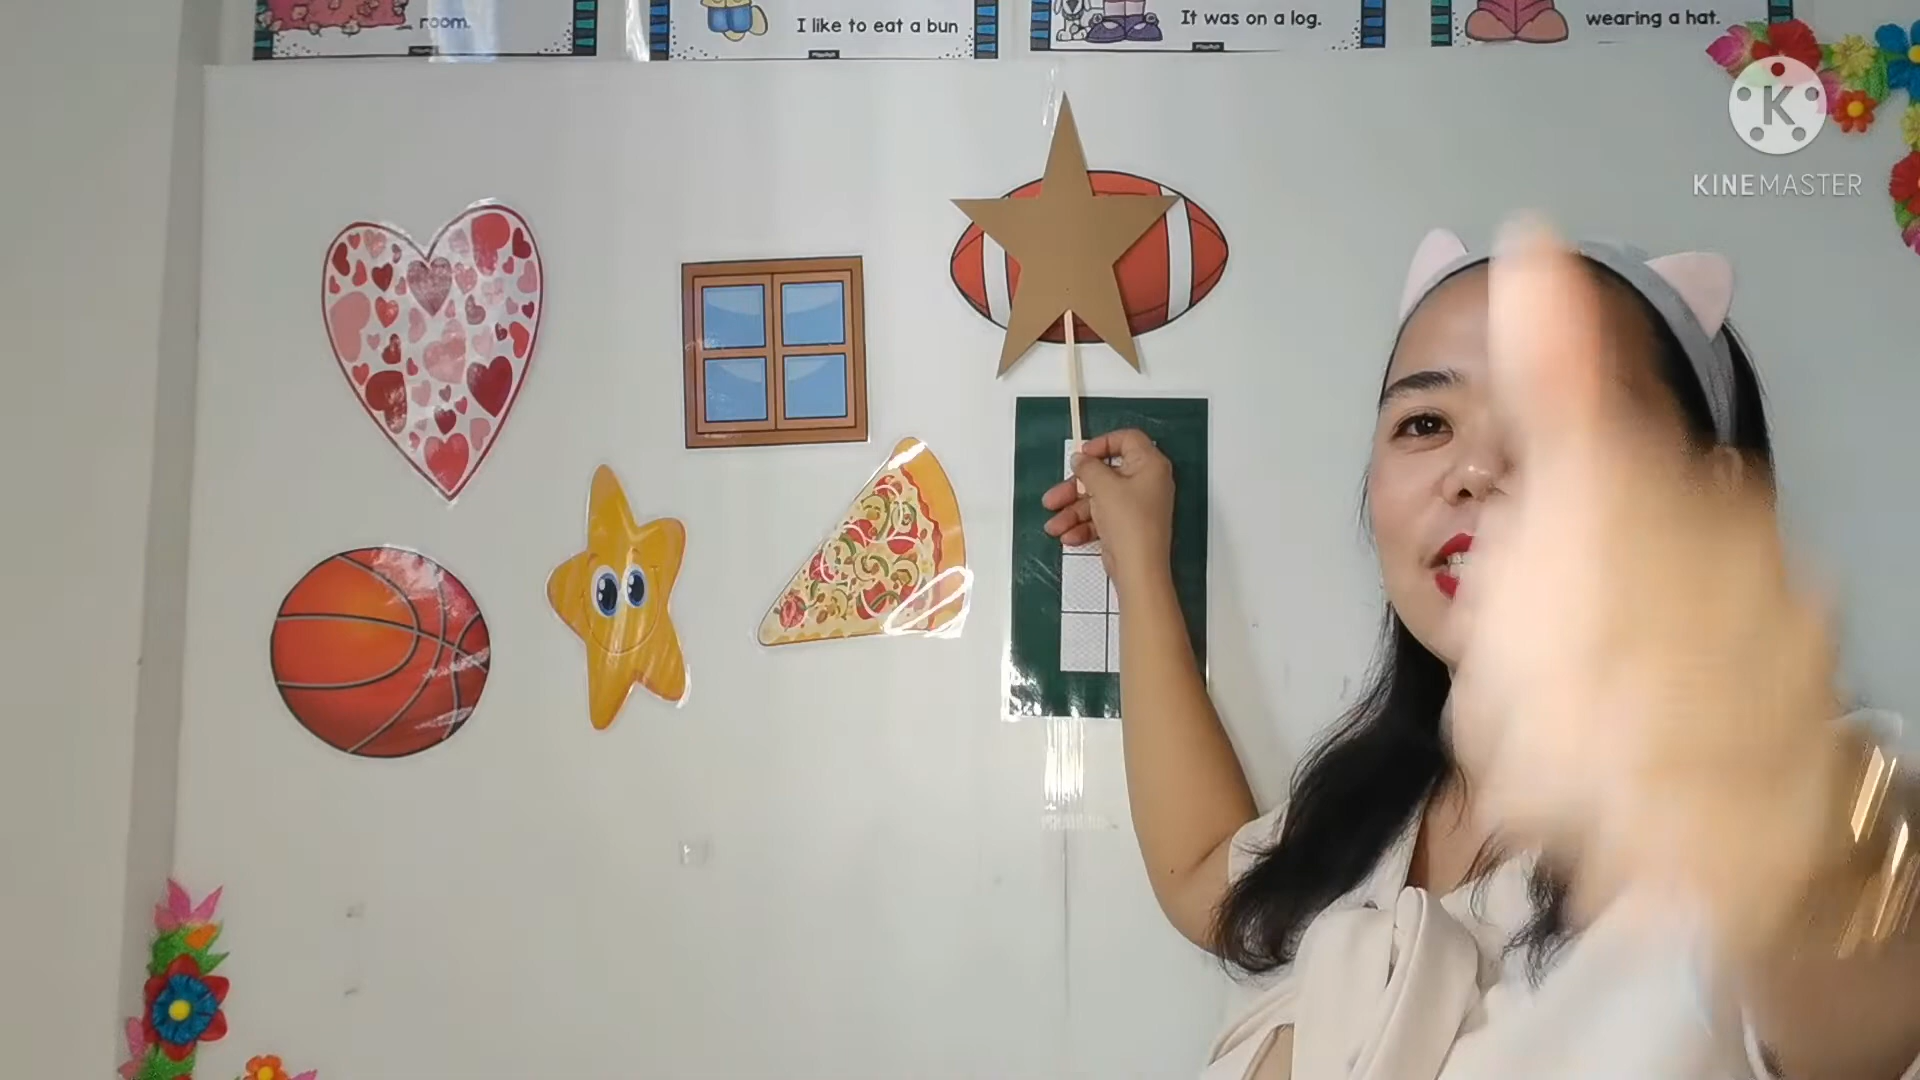 room.
I like to eat a bun
It was on a log.
wearing a hat.
K
KINEMASTER